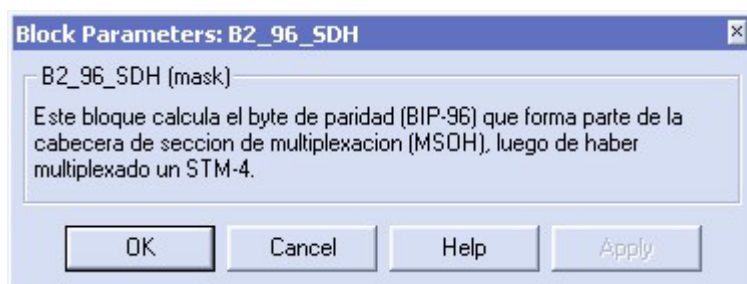 Block Parameters: B2_96_SDH
B2_96_SDH (mask)
Este bloque calcula el byte de paridad (BIP-96) que forma parte de la
cabecera de seccion de multiplexacion (MSOH), luego de haber
multiplexado un STM-4.
OK Cancel Help Apply